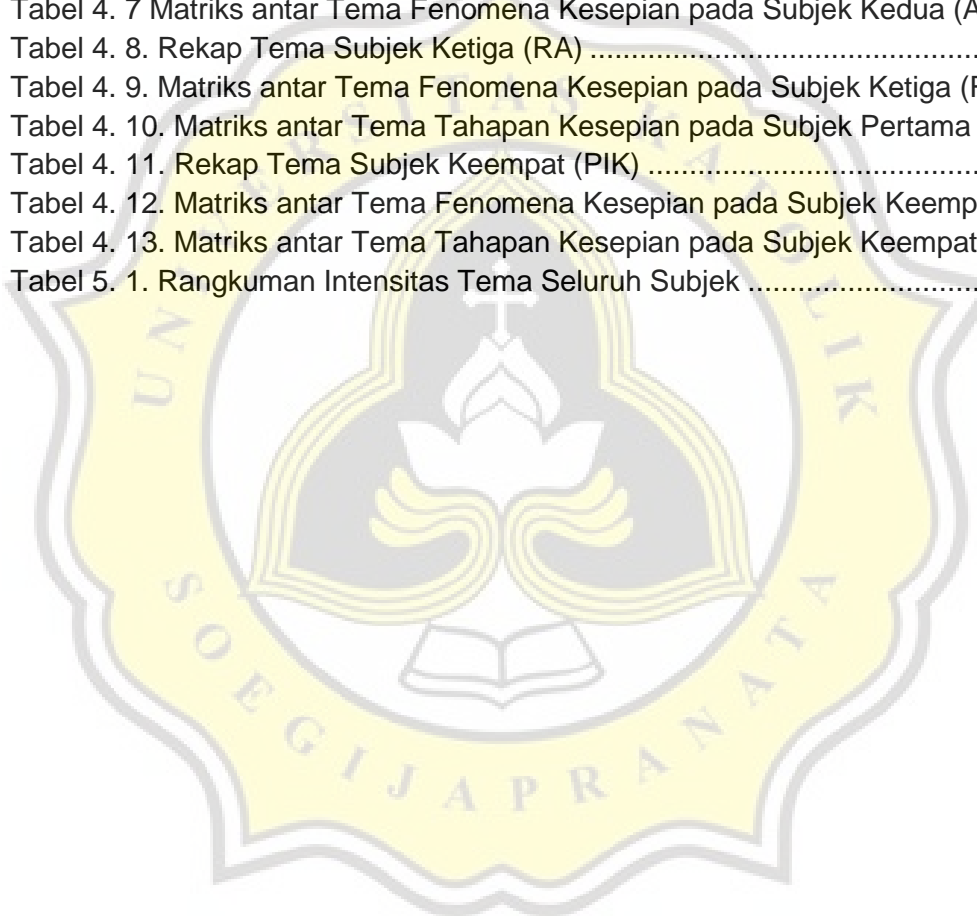 Tabel 4. 7 Matriks antar Tema Fenomena Kesepian pada Subjek Kedua (A
Tabel 4. 8. Rekap Tema Subjek Ketiga (RA) ................................................
Tabel 4. 9. Matriks antar Tema Fenomena Kesepian pada Subjek Ketiga (
Tabel 4. 10. Matriks antar Tema Tahapan Kesepian pada Subjek Pertama
Tabel 4. 11. Rekap Tema Subjek Keempat (PIK) ........................................
Tabel 4. 12. Matriks antar Tema Fenomena Kesepian pada Subjek Keemp
Tabel 4. 13. Matriks antar Tema Tahapan Kesepian pada Subjek Keempat
Tabel 5. 1. Rangkuman Intensitas Tema Seluruh Subjek ............................
UNIVERSITAS KATOLIK
SOEGIJAPRANATA